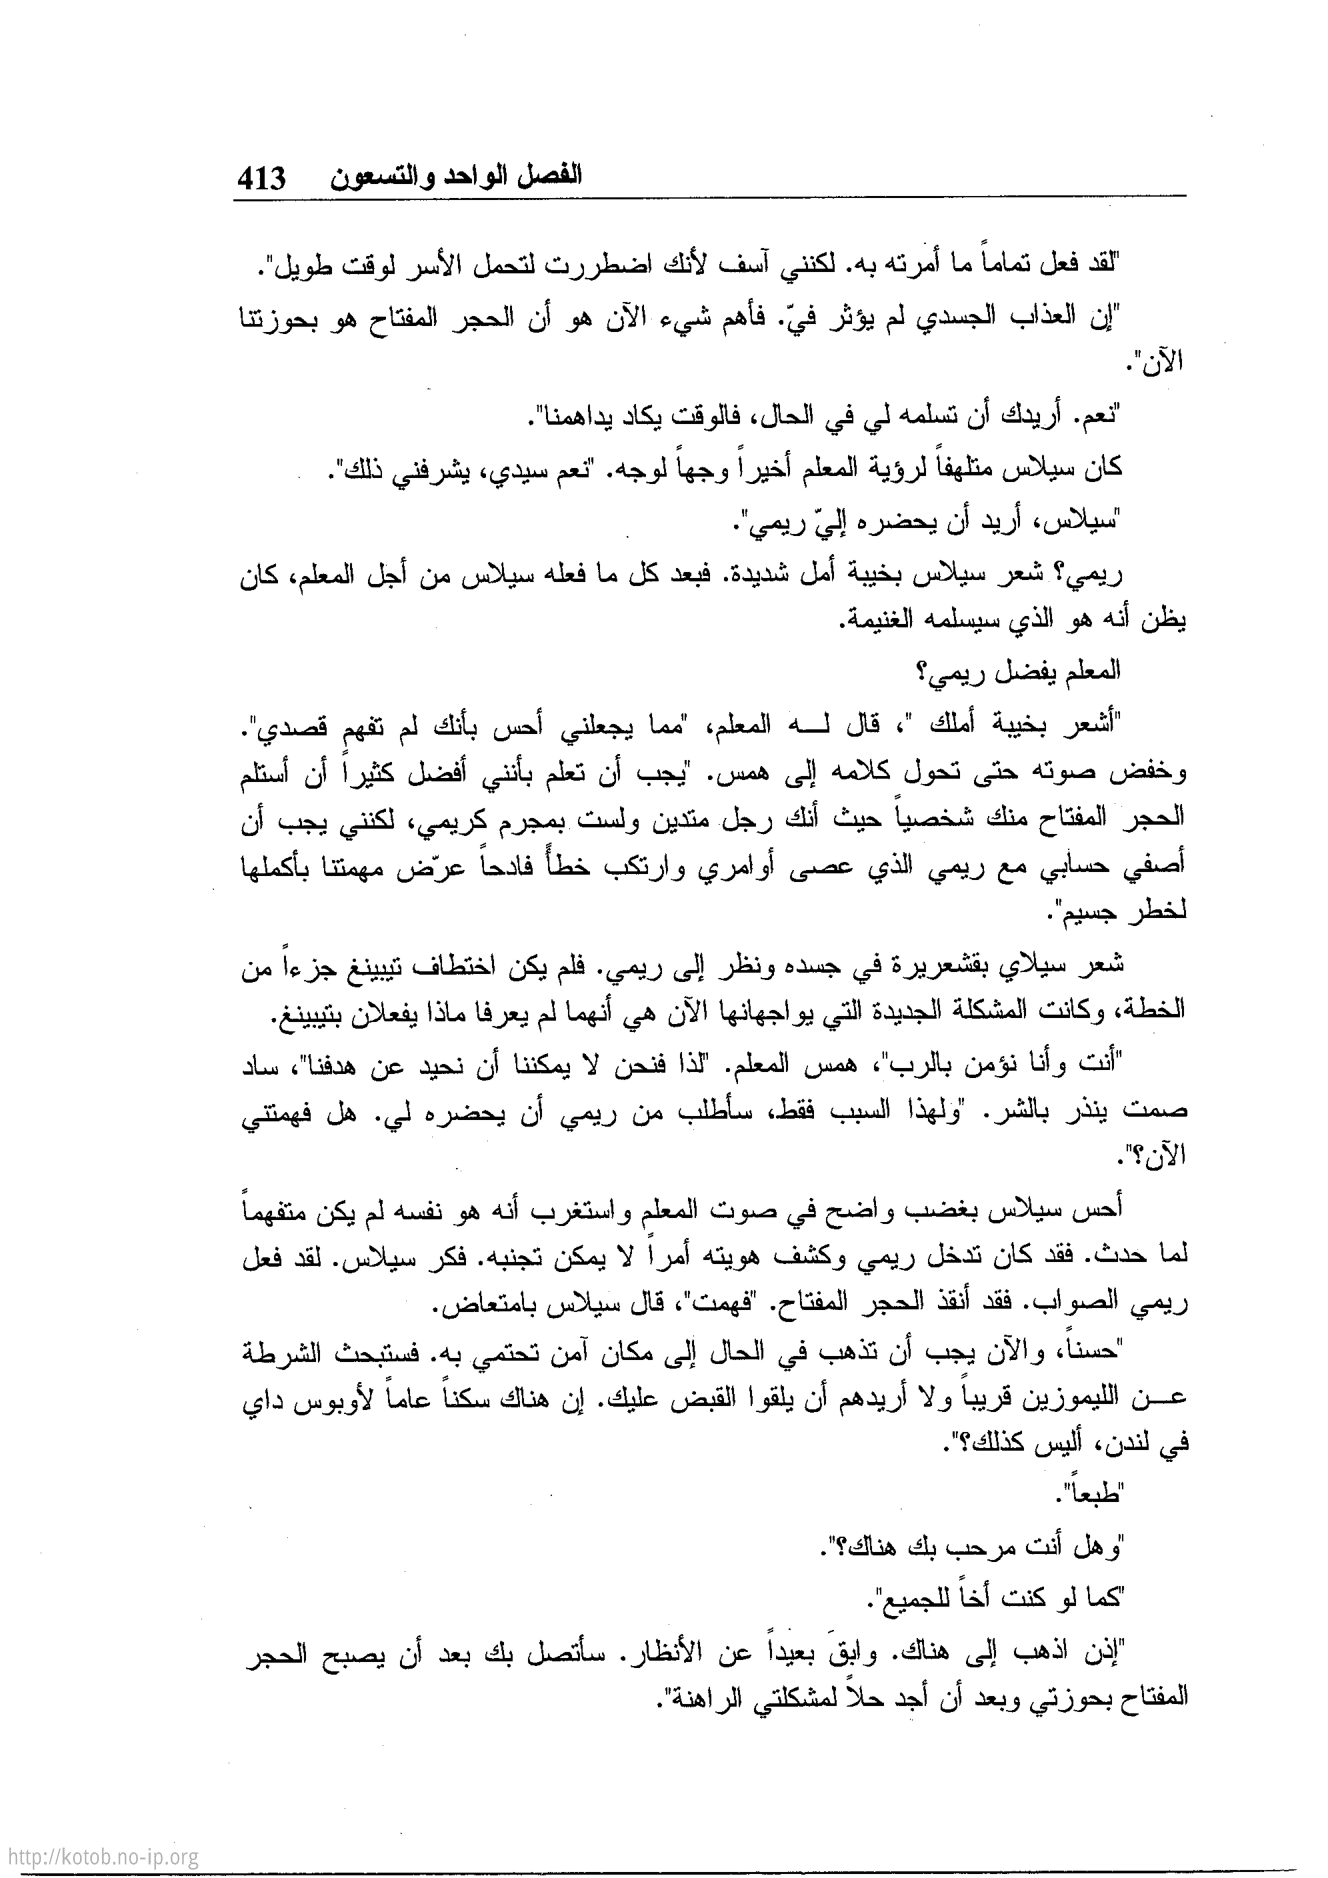 الفصل الواحد والتسعون 413
"لقد فعل تماماً ما أمرته به. لكنني آسف لأنك اضطررت لتحمل الأسر لوقت طويل".
"إن العذاب الجسدي لم يؤثر فيّ. فأهم شيء الآن هو أن الحجر المفتاح هو بحوزتنا
الآن".
"نعم. أريدك أن تسلمه لي في الحال، فالوقت يكاد يداهمنا".
كان سيلاس متلهفاً لرؤية المعلم أخيراً وجهاً لوجه. "نعم سيدي، يشرفني ذلك".
"سيلاس، أريد أن يحضره إليّ ريمي".
ريمي؟ شعر سيلاس بخيبة أمل شديدة. فبعد كل ما فعله سيلاس من أجل المعلم، كان
يظن أنه هو الذي سيسلمه الغنيمة.
المعلم يفضل ريمي؟
"أشعر بخيبة أملك "، قال لـه المعلم، "مما يجعلني أحس بأنك لم تفهم قصدي".
وخفض صوته حتى تحول كلامه إلى همس. "يجب أن تعلم بأنني أفضل كثيراً أن أستلم
الحجر المفتاح منك شخصياً حيث أنك رجل متدين ولست بمجرم كريمي، لكنني يجب أن
أصفي حسابي مع ريمي الذي عصى أوامري وارتكب خطأً فادحاً عرّض مهمتنا بأكملها
لخطر جسيم".
شعر سيلاي بقشعريرة في جسده ونظر إلى ريمي. فلم يكن اختطاف تيبينغ جزءاً من
الخطة، وكانت المشكلة الجديدة التي يواجهانها الآن هي أنهما لم يعرفا ماذا يفعلان بتيبينغ.
"أنت وأنا نؤمن بالرب"، همس المعلم. "لذا فنحن لا يمكننا أن نحيد عن هدفنا"، ساد
صمت ينذر بالشر. "ولهذا السبب فقط، سأطلب من ريمي أن يحضره لي. هل فهمتني
الآن؟".
أحس سيلاس بغضب واضح في صوت المعلم واستغرب أنه هو نفسه لم يكن متفهماً
لما حدث. فقد كان تدخل ريمي وكشف هويته أمراً لا يمكن تجنبه. فكر سيلاس. لقد فعل
ريمي الصواب. فقد أنقذ الحجر المفتاح. "فهمت"، قال سيلاس بامتعاض.
"حسناً، والآن يجب أن تذهب في الحال إلى مكان آمن تحتمي به. فستبحث الشرطة
عـن الليموزين قريباً ولا أريدهم أن يلقوا القبض عليك. إن هناك سكناً عاماً لأوبوس داي
في لندن، أليس كذلك؟".
"طبعاً".
"وهل أنت مرحب بك هناك؟".
"كما لو كنت أخاً للجميع".
"إذن اذهب إلى هناك. وابقَ بعيداً عن الأنظار. سأتصل بك بعد أن يصبح الحجر
المفتاح بحوزتي وبعد أن أجد حلاً لمشكلتي الراهنة".
http://kotob.no-ip.org